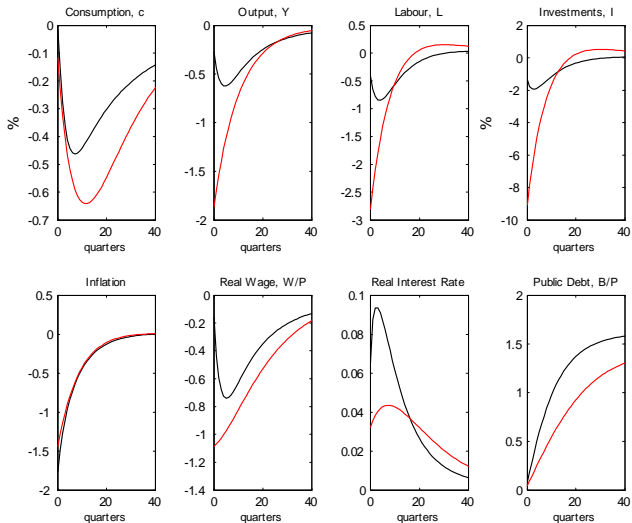 Consumption, c
Output, Y
Labour, L
Investments, I
0
-0.1
-0.2
-0.3
-0.4
-0.5
-0.6
-0.7
%
0 20 40
quarters
0
-0.5
-1
-1.5
-2
0 20 40
quarters
0.5
0
-0.5
-1
-1.5
-2
-2.5
-3
0 20 40
quarters
4
2
0
-2
-4
-6
-8
-10
%
0 20 40
quarters
Inflation
Real Wage, W/P
Real Interest Rate
Public Debt, B/P
0.5
0
-0.5
-1
-1.5
-2
0 20 40
quarters
0
-0.2
-0.4
-0.6
-0.8
-1
-1.2
-1.4
0 20 40
quarters
0.1
0.08
0.06
0.04
0.02
0
0 20 40
quarters
2
1.5
1
0.5
0
0 20 40
quarters